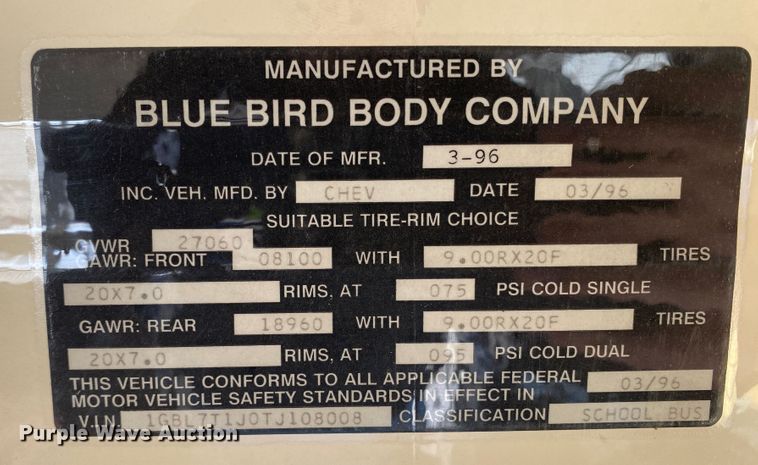 MANUFACTURED BY
BLUE BIRD BODY COMPANY
DATE OF MFR. 3-96
INC. VEH. MFD. BY CHEV DATE 03/96
SUITABLE TIRE-RIM CHOICE
GVWR 27060
GAWR: FRONT 08100 WITH 9.00RX20F TIRES
20X7.0 RIMS, AT 075 PSI COLD SINGLE
GAWR: REAR 18960 WITH 9.00RX20F TIRES
20X7.0 RIMS, AT 095 PSI COLD DUAL
THIS VEHICLE CONFORMS TO ALL APPLICABLE FEDERAL
MOTOR VEHICLE SAFETY STANDARDS IN EFFECT IN 03/96
V.I.N 1GBL7T1J0TJ108008 CLASSIFICATION SCHOOL BUS
Purple Wave Auction